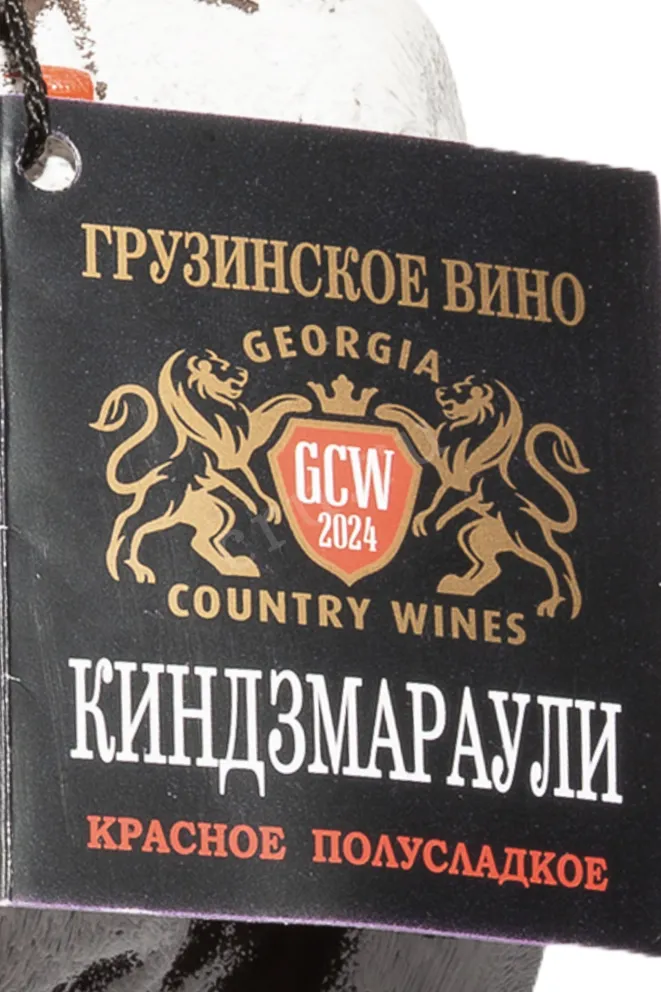 ГРУЗИНСКОЕ ВИНО
GEORGIA
GCW
2024
COUNTRY WINES
КИНДЗМАРАУЛИ
КРАСНОЕ ПОЛУСЛАДКОЕ